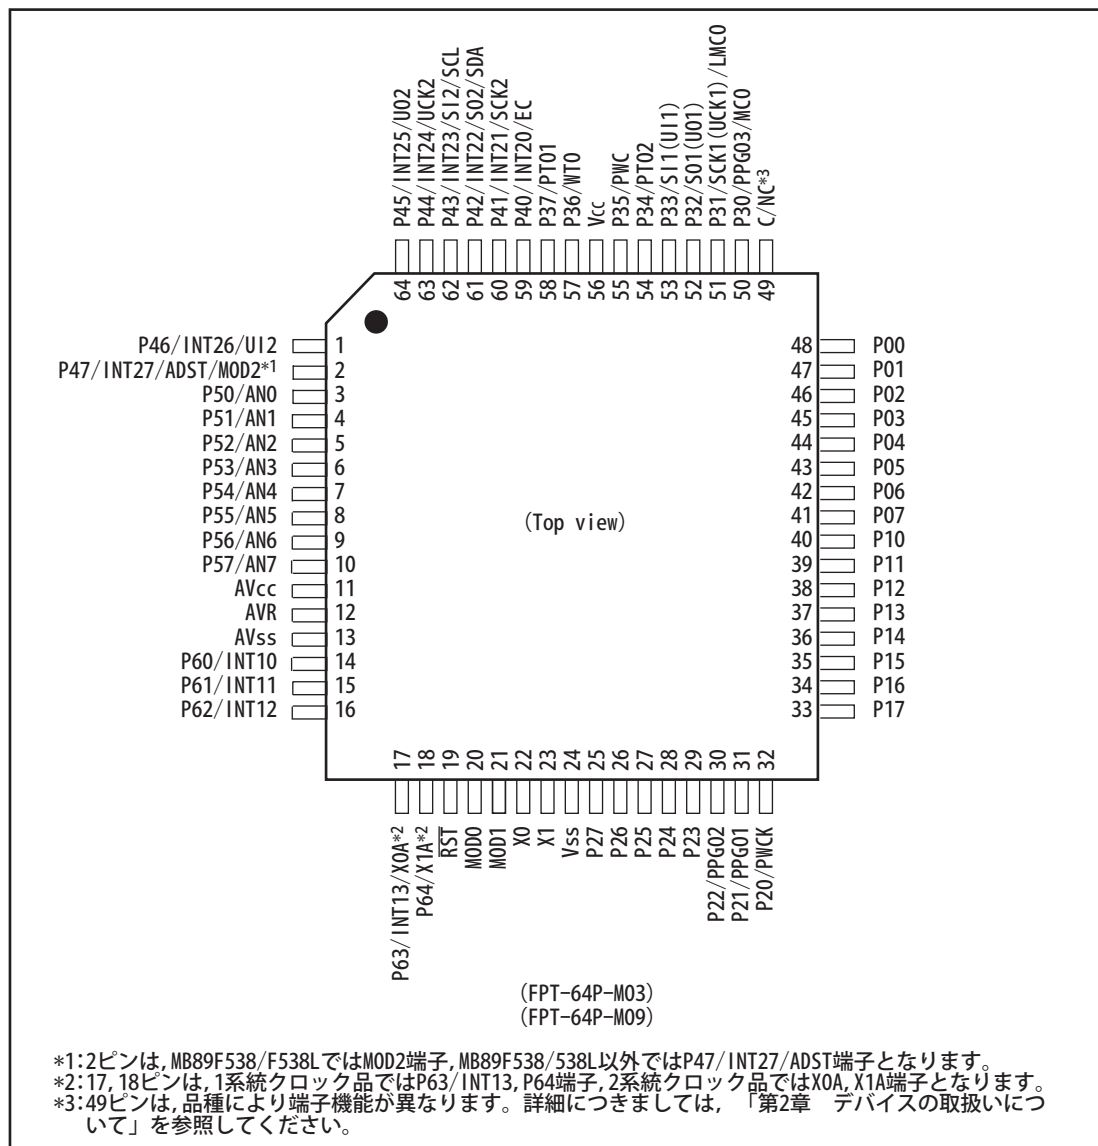 P45/INT25/UO2
P44/INT24/UCK2
P43/INT23/SI2/SCL
P42/INT22/SO2/SDA
P41/INT21/SCK2
P40/INT20/EC
P37/PTO1
P36/WTO
Vcc
P35/PWC
P34/PTO2
P33/SI1(UI1)
P32/SO1(UO1)
P31/SCK1(UCK1)/LMCO
P30/PPG03/MCO
C/NC*3
64 63 62 61 60 59 58 57 56 55 54 53 52 51 50 49
P46/INT26/UI2 1
P47/INT27/ADST/MOD2*1 2
P50/AN0 3
P51/AN1 4
P52/AN2 5
P53/AN3 6
P54/AN4 7
P55/AN5 8
P56/AN6 9
P57/AN7 10
AVcc 11
AVR 12
AVss 13
P60/INT10 14
P61/INT11 15
P62/INT12 16
(Top view)
48 P00
47 P01
46 P02
45 P03
44 P04
43 P05
42 P06
41 P07
40 P10
39 P11
38 P12
37 P13
36 P14
35 P15
34 P16
33 P17
17 18 19 20 21 22 23 24 25 26 27 28 29 30 31 32
P63/INT13/X0A*2
P64/X1A*2
RST
MOD0
MOD1
X0
X1
Vss
P27
P26
P25
P24
P23
P22/PPG02
P21/PPG01
P20/PWCK
(FPT-64P-M03)
(FPT-64P-M09)
*1:2ピンは,MB89F538/F538LではMOD2端子,MB89F538/538L以外ではP47/INT27/ADST端子となります。
*2:17,18ピンは,1系統クロック品ではP63/INT13,P64端子,2系統クロック品ではX0A,X1A端子となります。
*3:49ピンは,品種により端子機能が異なります。詳細につきましては, 「第2章 デバイスの取扱いにつ
いて」を参照してください。